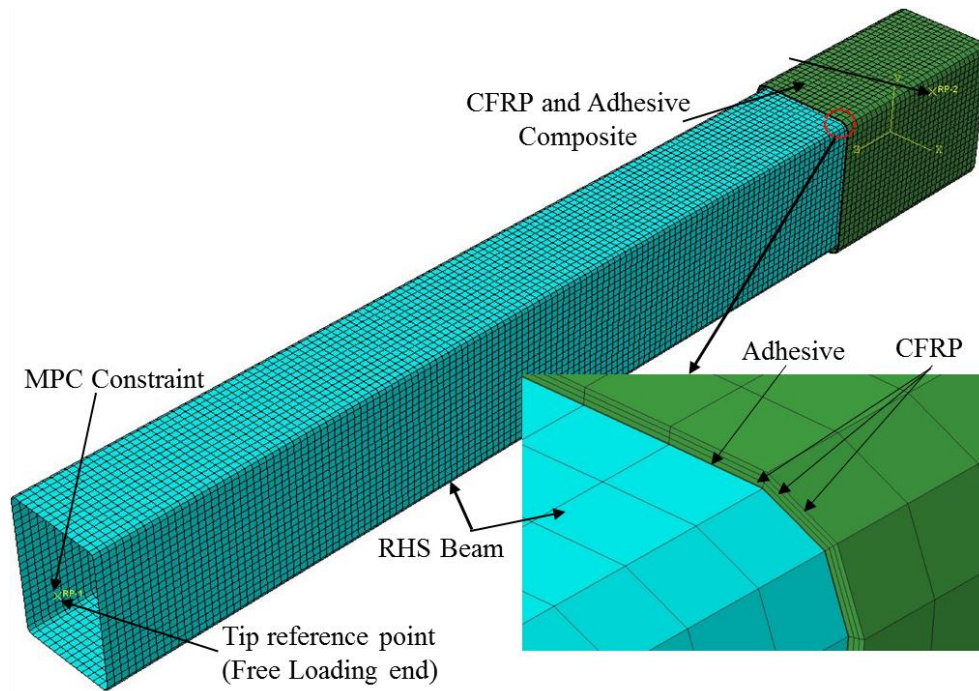 CFRP and Adhesive
Composite
RP-2
Y
Z
X
Adhesive
CFRP
MPC Constraint
RHS Beam
RP-1
Tip reference point
(Free Loading end)